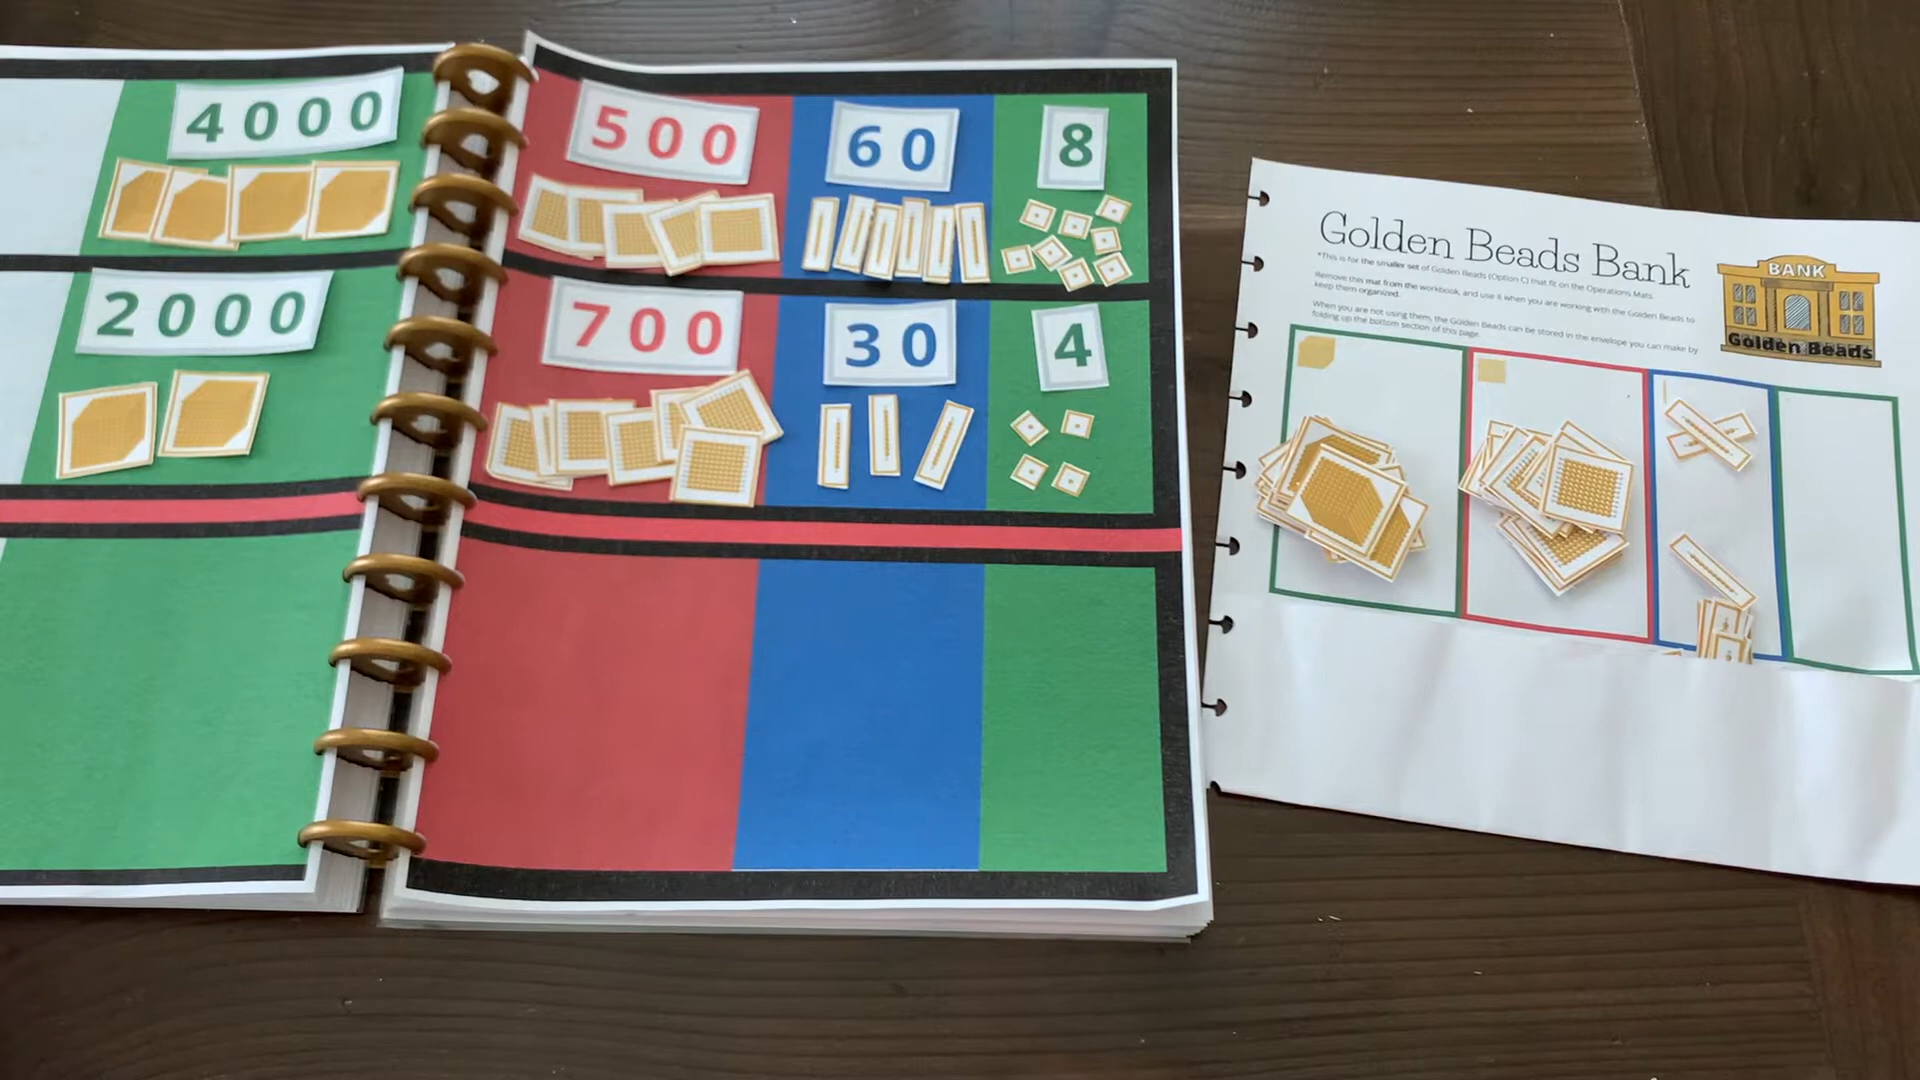 4000
500
60
8
2000
700
30
4
Golden Beads Bank
*This is for the smaller set of Golden Beads (Option C) that fit on the Operations Mats.
Remove this mat from the workbook, and use it when you are working with the Golden Beads to
keep them organized.
When you are not using them, the Golden Beads can be stored in the envelope you can make by
folding up the bottom section of this page.
BANK
Golden Beads